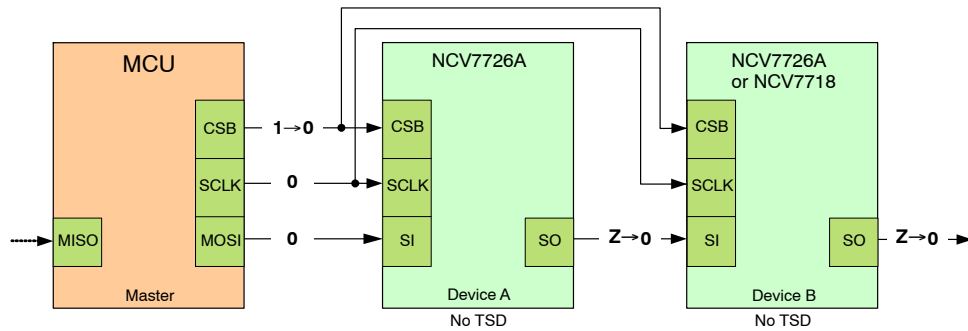 MCU
CSB
1→0
SCLK
0
MISO
MOSI
0
Master
NCV7726A
CSB
SCLK
SI
SO
Z→0
Device A
No TSD
NCV7726A
or NCV7718
CSB
SCLK
SI
SO
Z→0
Device B
No TSD